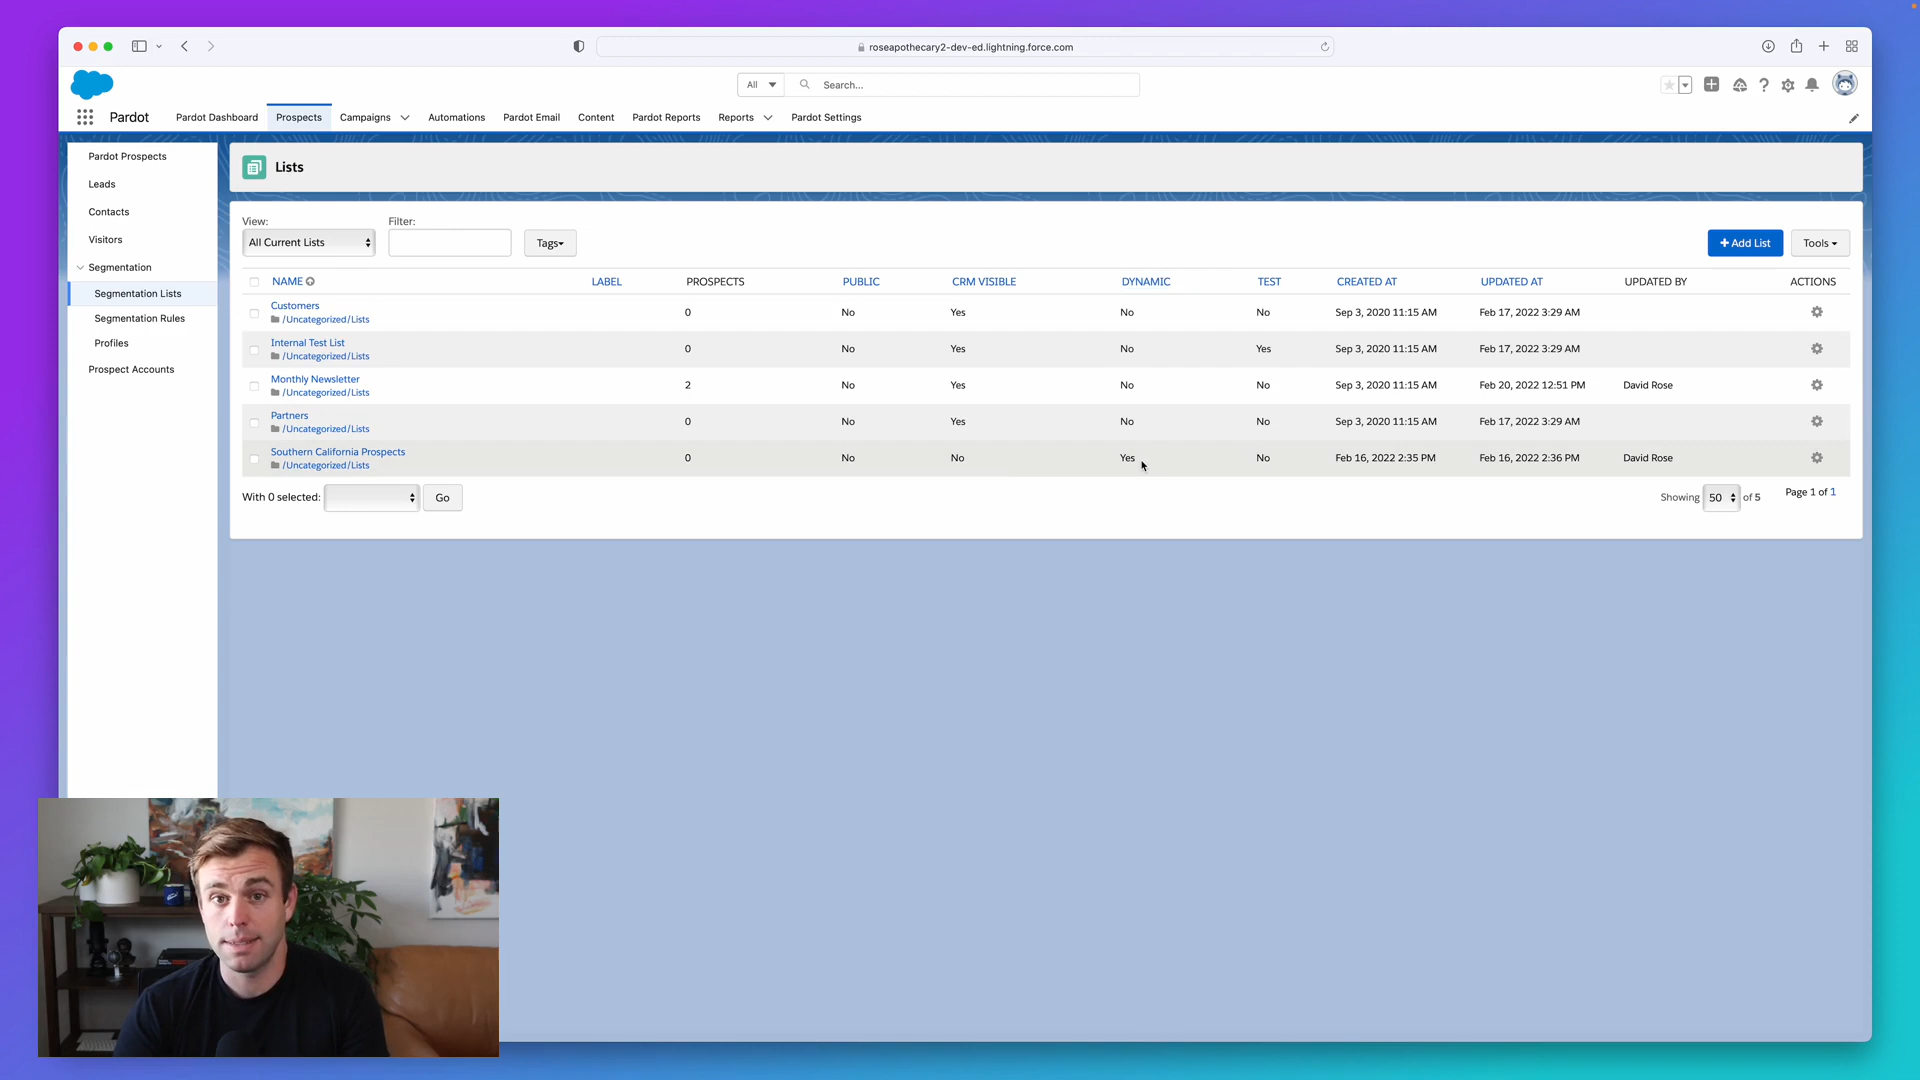 roseapothecary2-dev-ed.lightning.force.com
All
Search...
Pardot
Pardot Dashboard
Prospects
Campaigns
Automations
Pardot Email
Content
Pardot Reports
Reports
Pardot Settings
Pardot Prospects
Leads
Contacts
Visitors
Segmentation
Segmentation Lists
Segmentation Rules
Profiles
Prospect Accounts
Lists
View:
Filter:
All Current Lists
Tags
+ Add List
Tools
NAME LABEL PROSPECTS PUBLIC CRM VISIBLE DYNAMIC TEST CREATED AT UPDATED AT UPDATED BY ACTIONS
Customers 0 No Yes No No Sep 3, 2020 11:15 AM Feb 17, 2022 3:29 AM
/Uncategorized/Lists
Internal Test List 0 No Yes No Yes Sep 3, 2020 11:15 AM Feb 17, 2022 3:29 AM
/Uncategorized/Lists
Monthly Newsletter 2 No Yes No No Sep 3, 2020 11:15 AM Feb 20, 2022 12:51 PM David Rose
/Uncategorized/Lists
Partners 0 No Yes No No Sep 3, 2020 11:15 AM Feb 17, 2022 3:29 AM
/Uncategorized/Lists
Southern California Prospects 0 No No Yes No Feb 16, 2022 2:35 PM Feb 16, 2022 2:36 PM David Rose
/Uncategorized/Lists
With 0 selected: Go
Showing 50 of 5 Page 1 of 1